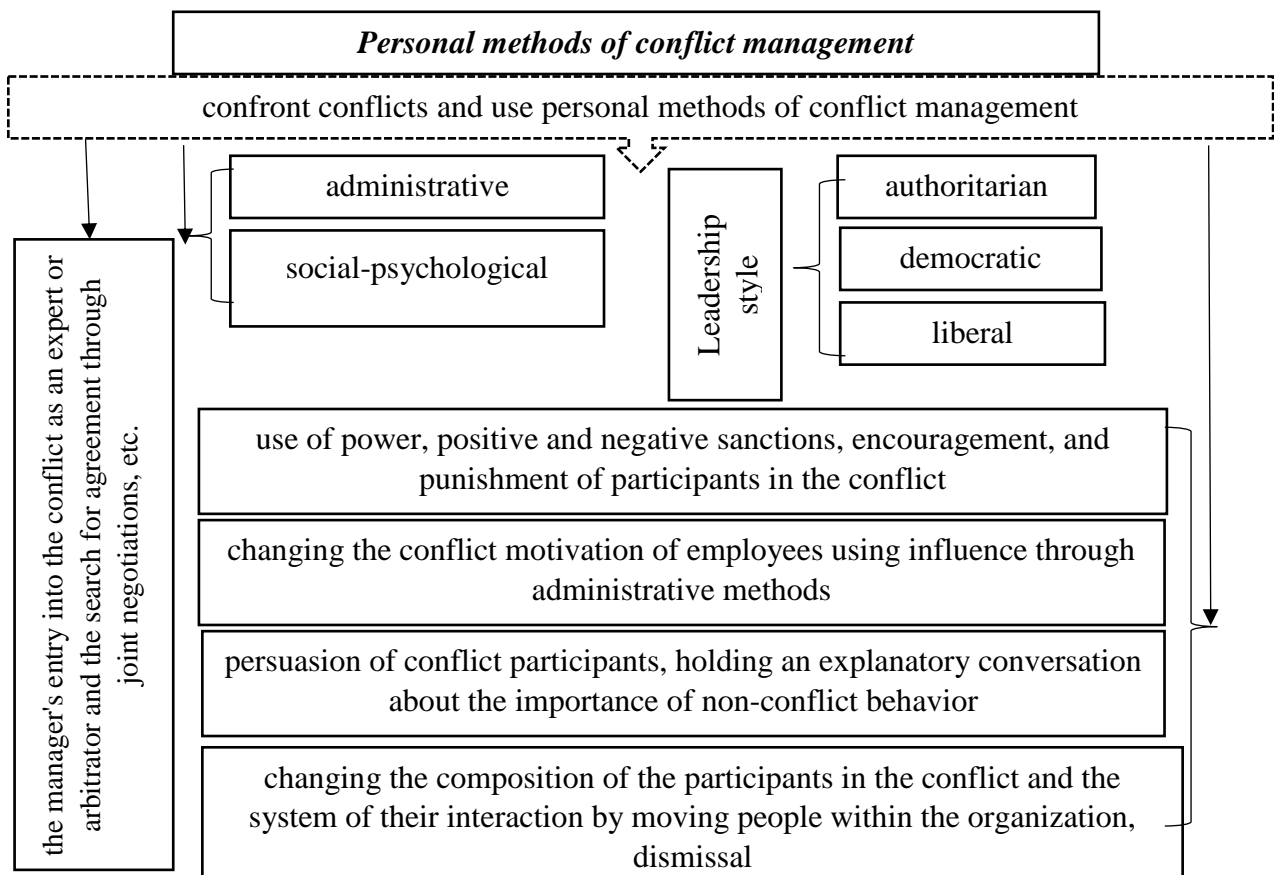 Personal methods of conflict management
confront conflicts and use personal methods of conflict management
administrative
social-psychological
Leadership
style
authoritarian
democratic
liberal
the manager's entry into the conflict as an expert or
arbitrator and the search for agreement through
joint negotiations, etc.
use of power, positive and negative sanctions, encouragement, and
punishment of participants in the conflict
changing the conflict motivation of employees using influence through
administrative methods
persuasion of conflict participants, holding an explanatory conversation
about the importance of non-conflict behavior
changing the composition of the participants in the conflict and the
system of their interaction by moving people within the organization,
dismissal